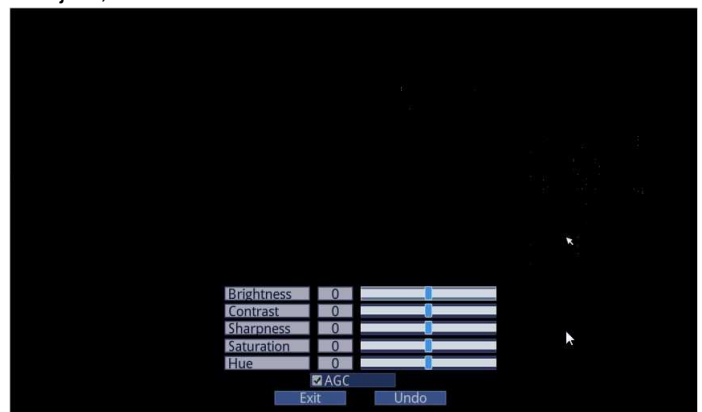 Brightness 0
Contrast 0
Sharpness 0
Saturation 0
Hue 0
AGC
Exit Undo